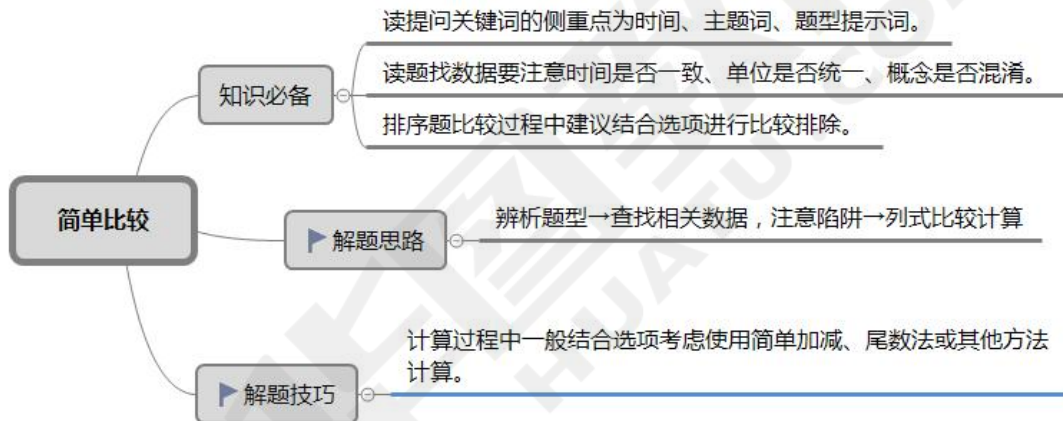 读提问关键词的侧重点为时间、主题词、题型提示词。
知识必备
读题找数据要注意时间是否一致、单位是否统一、概念是否混淆。
排序题比较过程中建议结合选项进行比较排除。
简单比较
解题思路
辨析题型→查找相关数据，注意陷阱→列式比较计算
计算过程中一般结合选项考虑使用简单加减、尾数法或其他方法
计算。
解题技巧